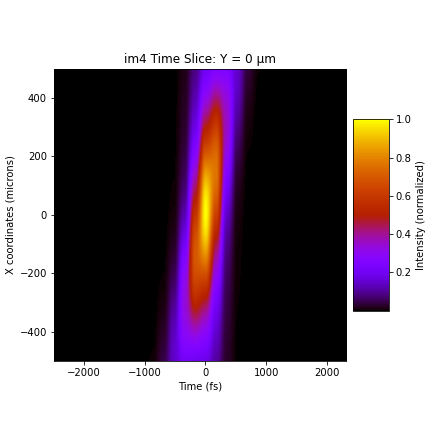 im4 Time Slice: Y = 0 μm
400
200
0
−200
−400
X coordinates (microns)
−2000 −1000 0 1000 2000
Time (fs)
1.0
0.8
0.6
0.4
0.2
Intensity (normalized)